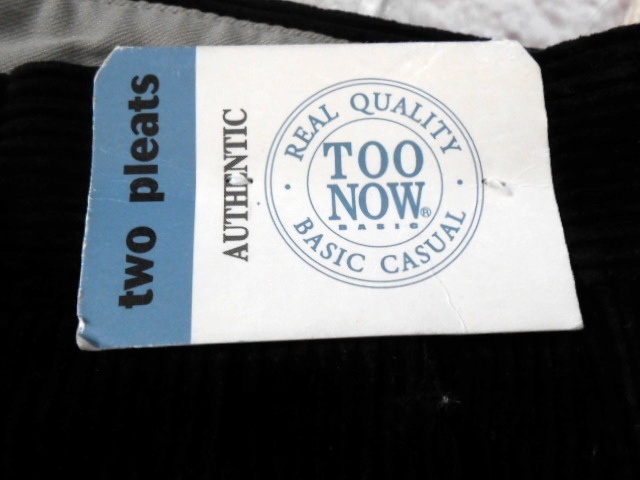 two pleats
AUTHENTIC
REAL QUALITY
TOO
NOW®
BASIC
BASIC CASUAL